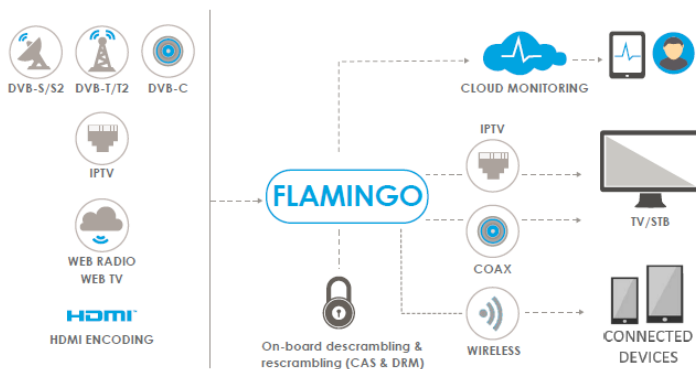 DVB-S/S2
DVB-T/T2
DVB-C
IPTV
WEB RADIO
WEB TV
HDMI
HDMI ENCODING
FLAMINGO
On-board descrambling &
rescrambling (CAS & DRM)
CLOUD MONITORING
IPTV
COAX
WIRELESS
TV/STB
CONNECTED
DEVICES